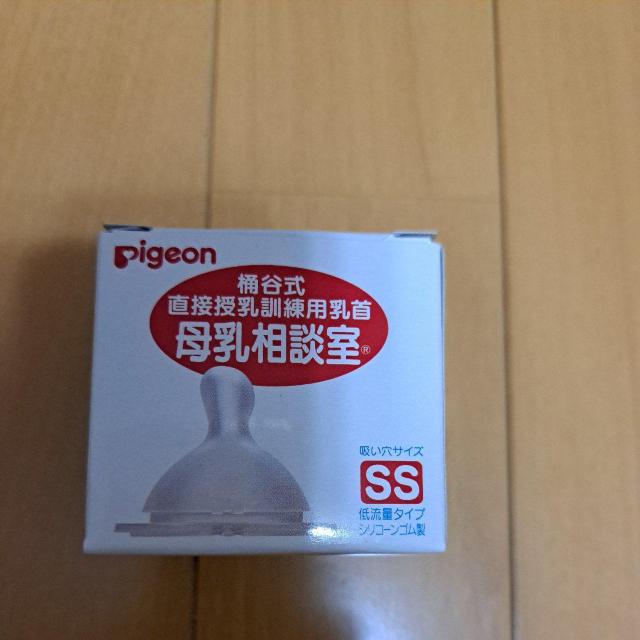 Pigeon
桶谷式
直接授乳訓練用乳首
母乳相談室®
吸い穴サイズ
SS
低流量タイプ
シリコーンゴム製